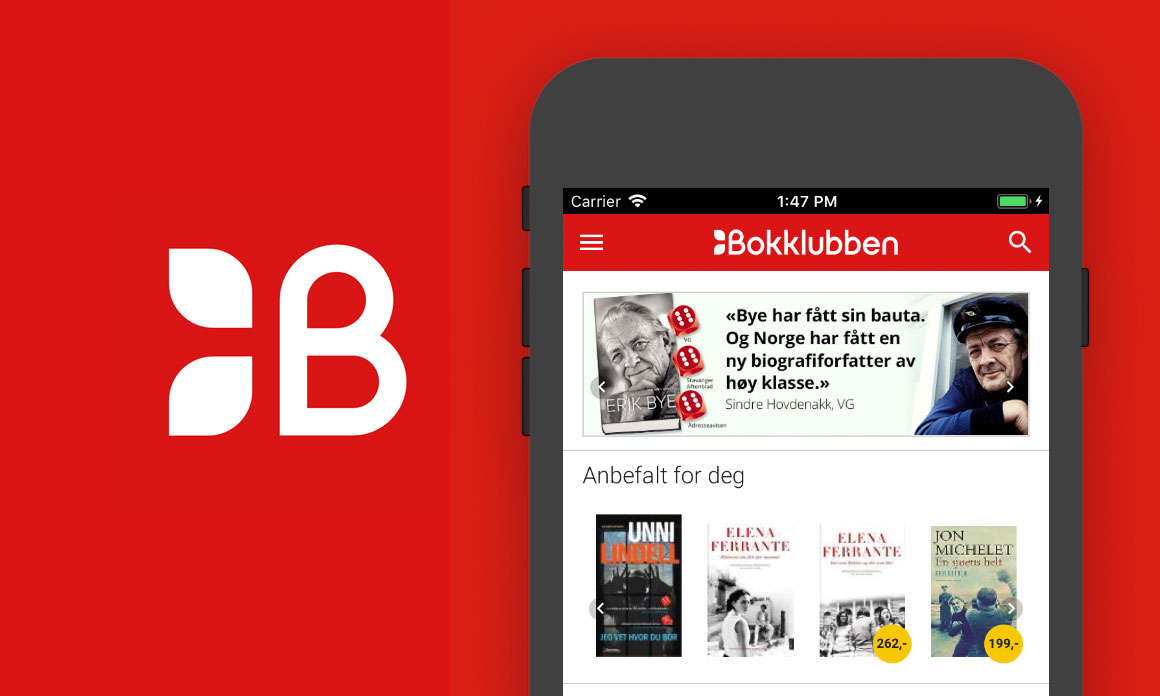 Carrier
1:47 PM
Bokklubben
«Bye har fått sin bauta.
Og Norge har fått en
ny biografiforfatter av
høy klasse.»
Sindre Hovdenakk, VG
VG
Stavanger
Aftenblad
Adresseavisen
ERIK BYE
Anbefalt for deg
UNNI
LINDELL
JEG VET HVOR DU BOR
ELENA
FERRANTE
ELENA
FERRANTE
262,-
JON
MICHELET
En sjøens helt
199,-